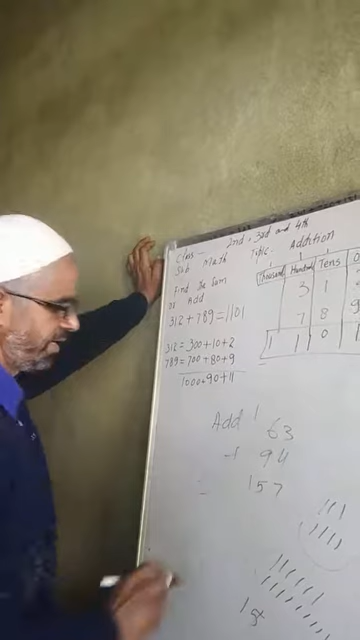 Class :- 2nd, 3rd and 4th
Sub Math Topic - Addition
Find the Sum
or Add
312 + 789 = 1101
312 = 300 + 10 + 2
789 = 700 + 80 + 9
1000 + 90 + 11
Thousand Hundred Tens
3 1
7 8 9
1 1 0 1
Add 1
63
+ 94
157